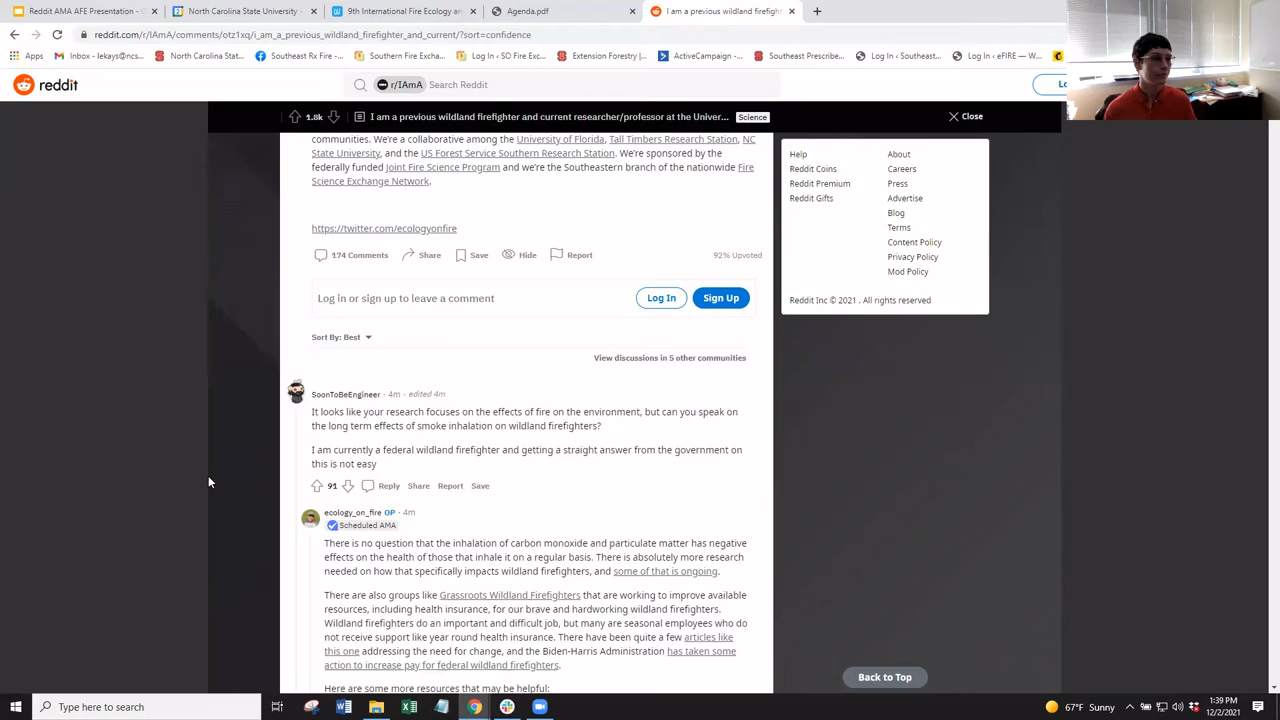 Reddit AMA AFE Presentation -
North Carolina State University
9th International Fire Ecology an
Agenda.pdf
I am a previous wildland firefight
reddit.com/r/IAmA/comments/otz1xq/i_am_a_previous_wildland_firefighter_and_current/?sort=confidence
Inbox - lekays@ncs...
North Carolina Stat...
Southeast Rx Fire -...
Southern Fire Excha...
Log In ‹ SO Fire Exc...
Extension Forestry |...
ActiveCampaign -...
Southeast Prescribe...
Log In ‹ Southeast...
Log In ‹ eFIRE — W...
reddit
r/IAmA
Search Reddit
Lo
1.8k
I am a previous wildland firefighter and current researcher/professor at the Univer...
Science
Close
communities. We're a collaborative among the University of Florida, Tall Timbers Research Station, NC
State University, and the US Forest Service Southern Research Station. We're sponsored by the
federally funded Joint Fire Science Program and we're the Southeastern branch of the nationwide Fire
Science Exchange Network.
https://twitter.com/ecologyonfire
174 Comments
Share
Save
Hide
Report
92% Upvoted
Log in or sign up to leave a comment
Log In
Sign Up
Sort By: Best
View discussions in 5 other communities
SoonToBeEngineer · 4m · edited 4m
It looks like your research focuses on the effects of fire on the environment, but can you speak on
the long term effects of smoke inhalation on wildland firefighters?
I am currently a federal wildland firefighter and getting a straight answer from the government on
this is not easy
91
Reply
Share
Report
Save
ecology_on_fire OP · 4m
Scheduled AMA
There is no question that the inhalation of carbon monoxide and particulate matter has negative
effects on the health of those that inhale it on a regular basis. There is absolutely more research
needed on how that specifically impacts wildland firefighters, and some of that is ongoing.
There are also groups like Grassroots Wildland Firefighters that are working to improve available
resources, including health insurance, for our brave and hardworking wildland firefighters.
Wildland firefighters do an important and difficult job, but many are seasonal employees who do
not receive support like year round health insurance. There have been quite a few articles like
this one addressing the need for change, and the Biden-Harris Administration has taken some
action to increase pay for federal wildland firefighters.
Here are some more resources that may be helpful:
Help
About
Reddit Coins
Careers
Reddit Premium
Press
Reddit Gifts
Advertise
Blog
Terms
Content Policy
Privacy Policy
Mod Policy
Reddit Inc © 2021 . All rights reserved
Back to Top
Type here to search
67°F Sunny
1:39 PM
12/2/2021